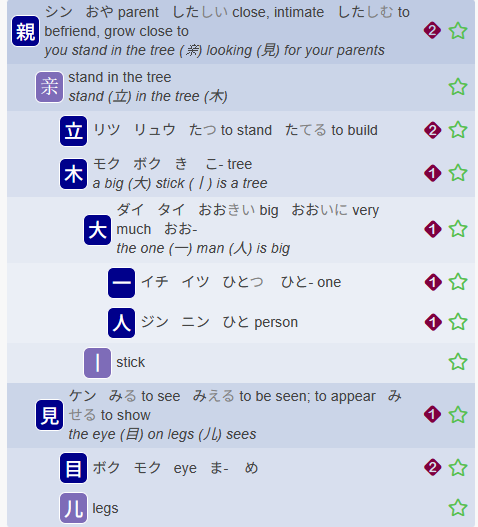 親 シン おや parent したしい close, intimate したしむ to
befriend, grow close to 2
you stand in the tree (亲) looking (見) for your parents
亲 stand in the tree
stand (立) in the tree (木)
立 リツ リュウ たつ to stand たてる to build 2
木 モク ボク き こ- tree 1
a big (大) stick (丨) is a tree
大 ダイ タイ おおきい big おおいに very
much おお- 1
the one (一) man (人) is big
一 イチ イツ ひとつ ひと- one 1
人 ジン ニン ひと person 1
丨 stick
見 ケン みる to see みえる to be seen; to appear み
せる to show 1
the eye (目) on legs (儿) sees
目 ボク モク eye ま- め 2
儿 legs